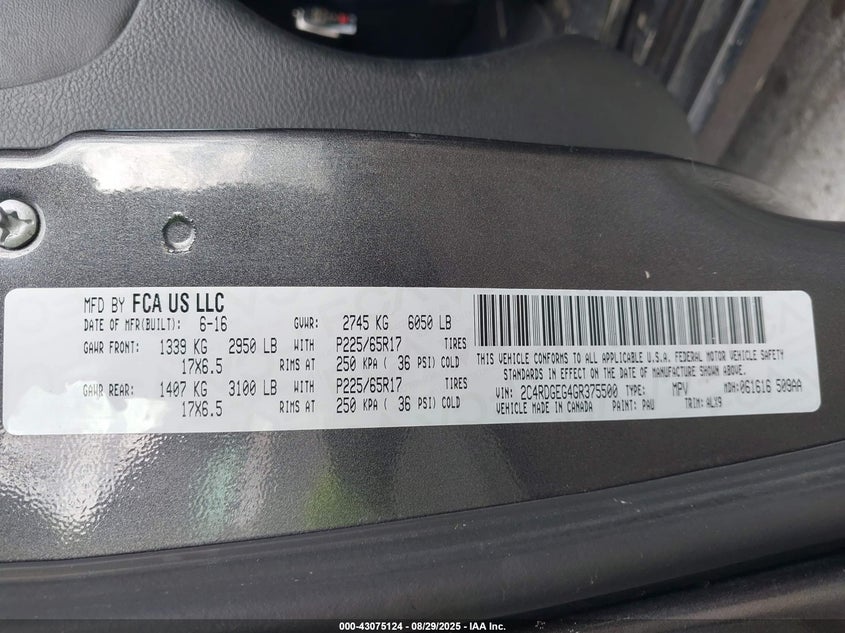 MFD BY FCA US LLC
DATE OF MFR(BUILT): 6-16 GVWR: 2745 KG 6050 LB
GAWR FRONT: 1339 KG 2950 LB WITH P225/65R17 TIRES
17X6.5 RIMS AT 250 KPA ( 36 PSI) COLD
GAWR REAR: 1407 KG 3100 LB WITH P225/65R17 TIRES
17X6.5 RIMS AT 250 KPA ( 36 PSI) COLD
THIS VEHICLE CONFORMS TO ALL APPLICABLE U.S.A. FEDERAL MOTOR VEHICLE SAFETY
STANDARDS IN EFFECT ON THE DATE OF MANUFACTURE SHOWN ABOVE.
VIN: 2C4RDGEG4GR375500 TYPE: MPV MDH: 061616 509AA
VEHICLE MADE IN CANADA PAINT: PAU TRIM: ALX9
000-43075124 - 08/29/2025 - IAA Inc.